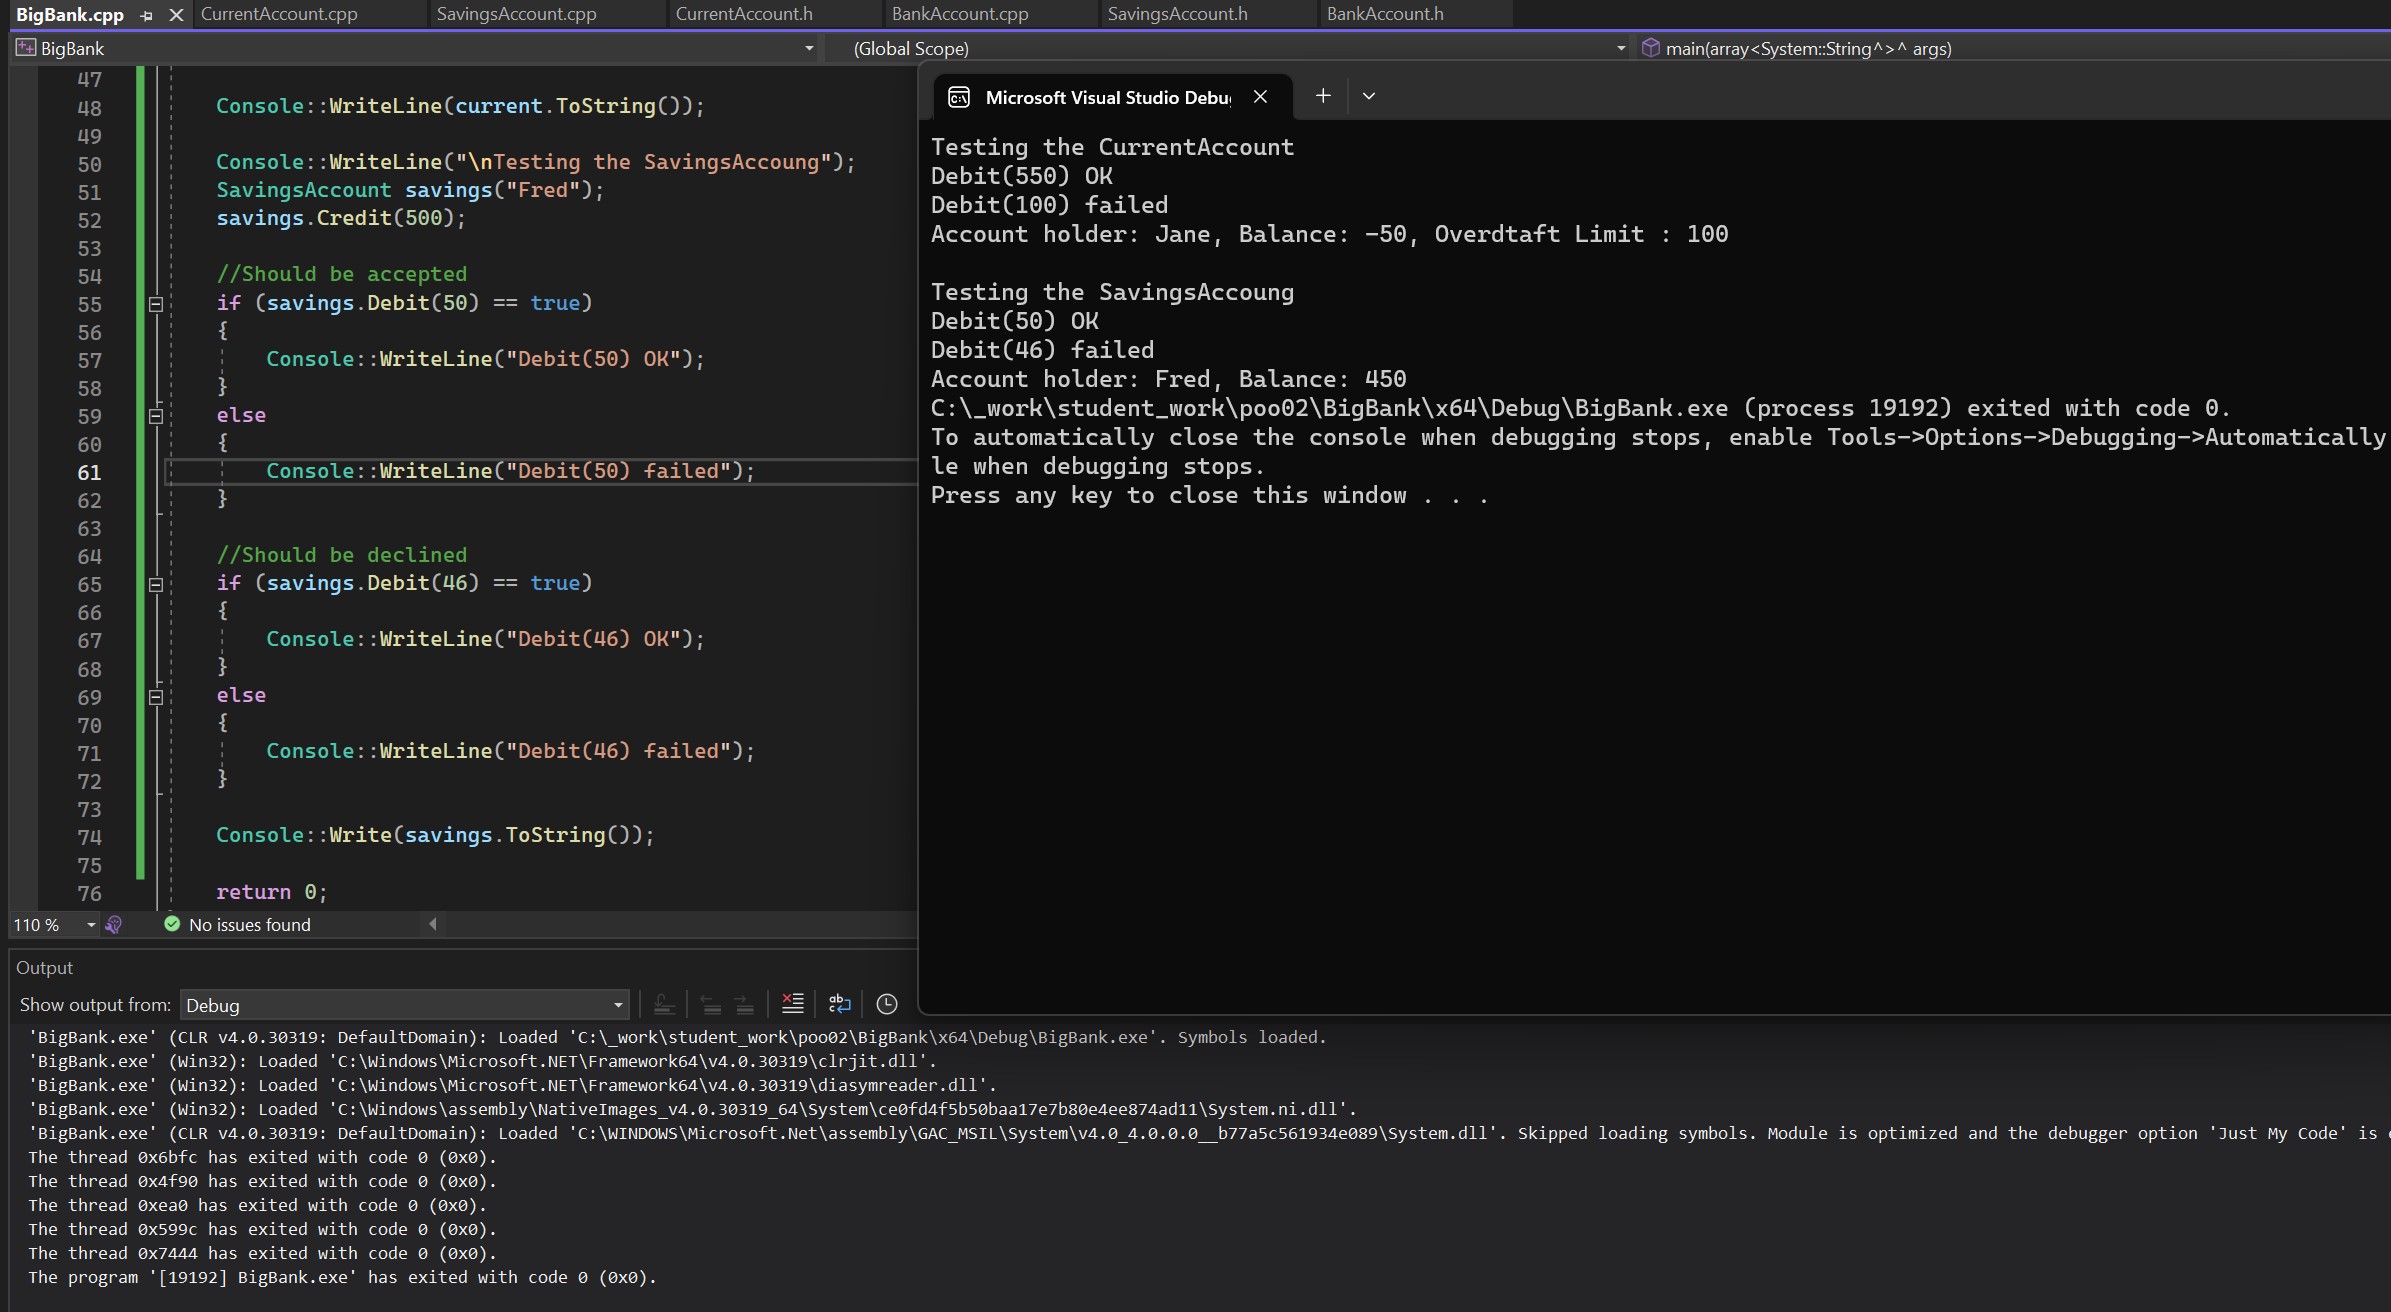 BigBank.cpp CurrentAccount.cpp SavingsAccount.cpp CurrentAccount.h BankAccount.cpp SavingsAccount.h BankAccount.h
BigBank (Global Scope) main(array<System::String^>^ args)
47
48 Console::WriteLine(current.ToString());
49
50 Console::WriteLine("\nTesting the SavingsAccoung");
51 SavingsAccount savings("Fred");
52 savings.Credit(500);
53
54 //Should be accepted
55 if (savings.Debit(50) == true)
56 {
57 Console::WriteLine("Debit(50) OK");
58 }
59 else
60 {
61 Console::WriteLine("Debit(50) failed");
62 }
63
64 //Should be declined
65 if (savings.Debit(46) == true)
66 {
67 Console::WriteLine("Debit(46) OK");
68 }
69 else
70 {
71 Console::WriteLine("Debit(46) failed");
72 }
73
74 Console::Write(savings.ToString());
75
76 return 0;
110 % No issues found
Microsoft Visual Studio Debu
Testing the CurrentAccount
Debit(550) OK
Debit(100) failed
Account holder: Jane, Balance: -50, Overdtaft Limit : 100

Testing the SavingsAccoung
Debit(50) OK
Debit(46) failed
Account holder: Fred, Balance: 450
C:\_work\student_work\poo02\BigBank\x64\Debug\BigBank.exe (process 19192) exited with code 0.
To automatically close the console when debugging stops, enable Tools->Options->Debugging->Automatically
le when debugging stops.
Press any key to close this window . . .
Output
Show output from: Debug
'BigBank.exe' (CLR v4.0.30319: DefaultDomain): Loaded 'C:\_work\student_work\poo02\BigBank\x64\Debug\BigBank.exe'. Symbols loaded.
'BigBank.exe' (Win32): Loaded 'C:\Windows\Microsoft.NET\Framework64\v4.0.30319\clrjit.dll'.
'BigBank.exe' (Win32): Loaded 'C:\Windows\Microsoft.NET\Framework64\v4.0.30319\diasymreader.dll'.
'BigBank.exe' (Win32): Loaded 'C:\Windows\assembly\NativeImages_v4.0.30319_64\System\ce0fd4f5b50baa17e7b80e4ee874ad11\System.ni.dll'.
'BigBank.exe' (CLR v4.0.30319: DefaultDomain): Loaded 'C:\WINDOWS\Microsoft.Net\assembly\GAC_MSIL\System\v4.0_4.0.0.0__b77a5c561934e089\System.dll'. Skipped loading symbols. Module is optimized and the debugger option 'Just My Code' is
The thread 0x6bfc has exited with code 0 (0x0).
The thread 0x4f90 has exited with code 0 (0x0).
The thread 0xea0 has exited with code 0 (0x0).
The thread 0x599c has exited with code 0 (0x0).
The thread 0x7444 has exited with code 0 (0x0).
The program '[19192] BigBank.exe' has exited with code 0 (0x0).